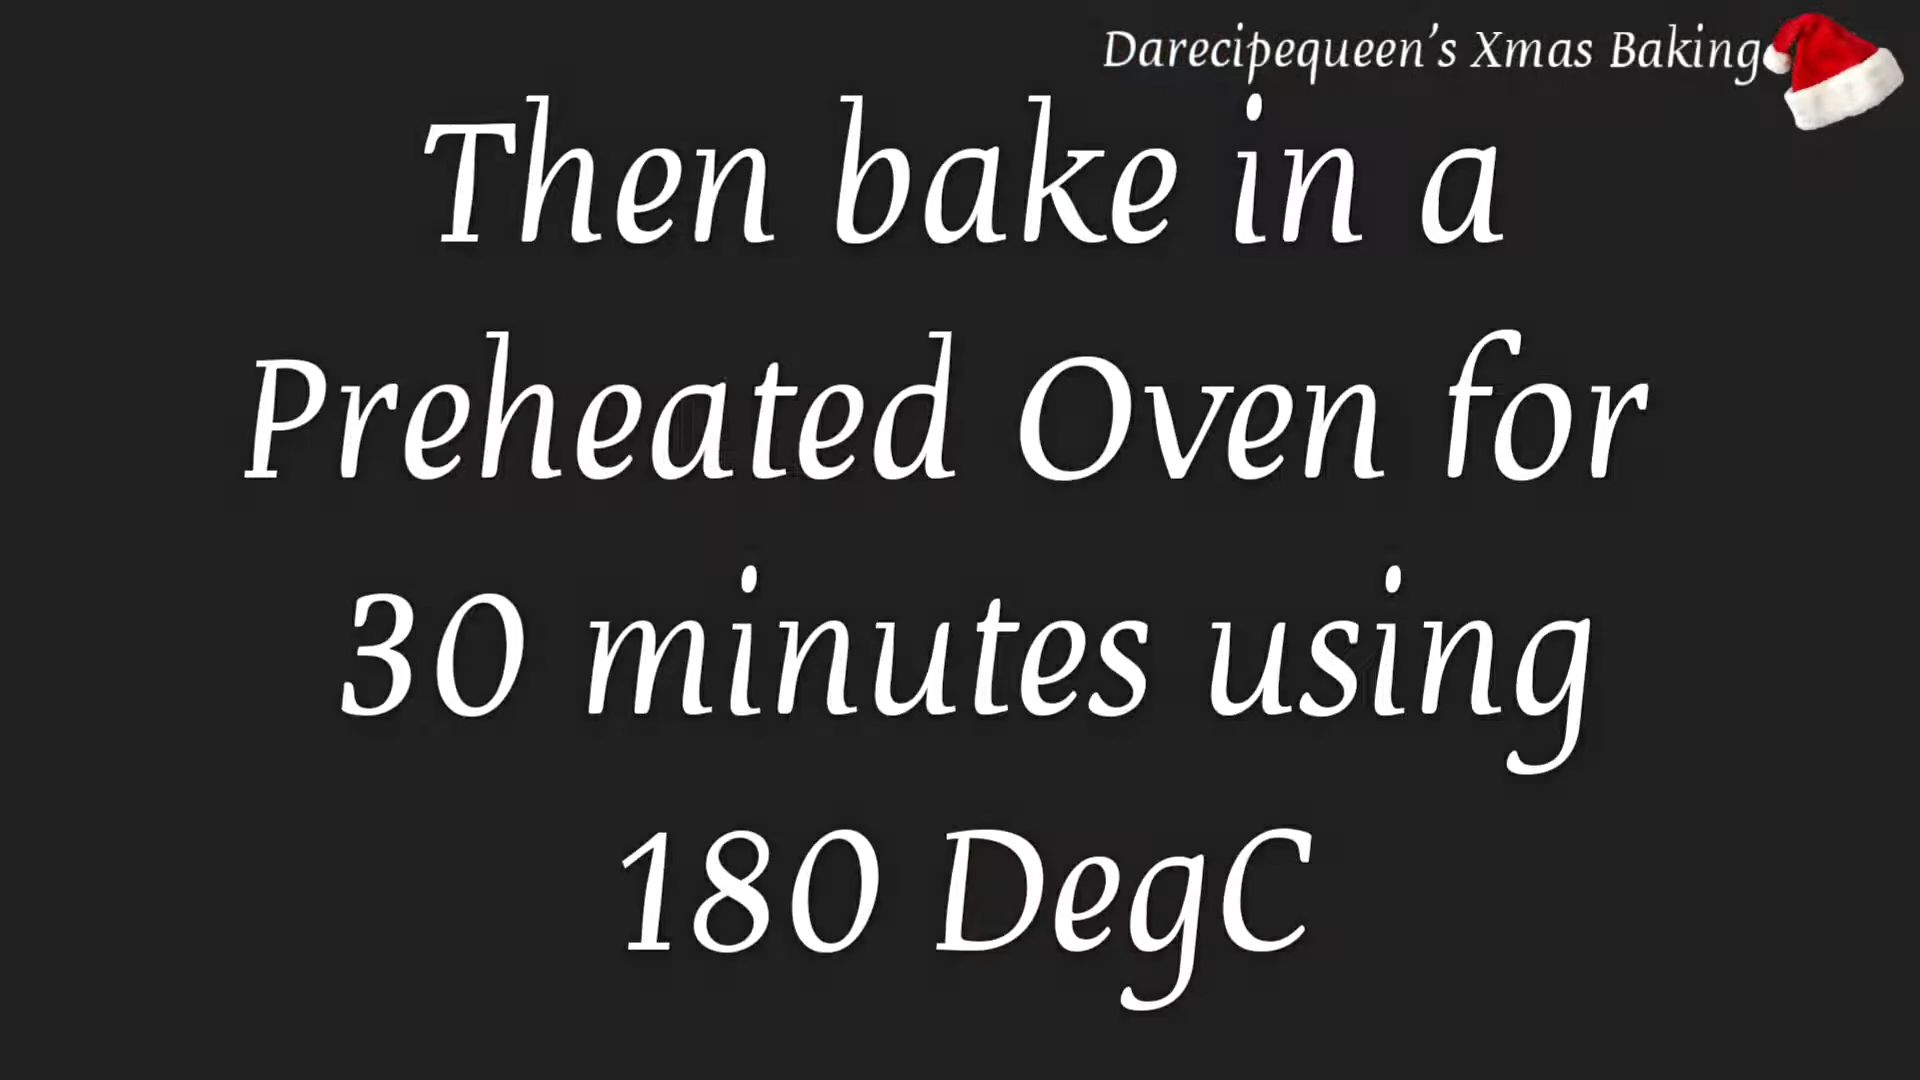 Darecipequeen’s Xmas Baking
Then bake in a
Preheated Oven for
30 minutes using
180 DegC